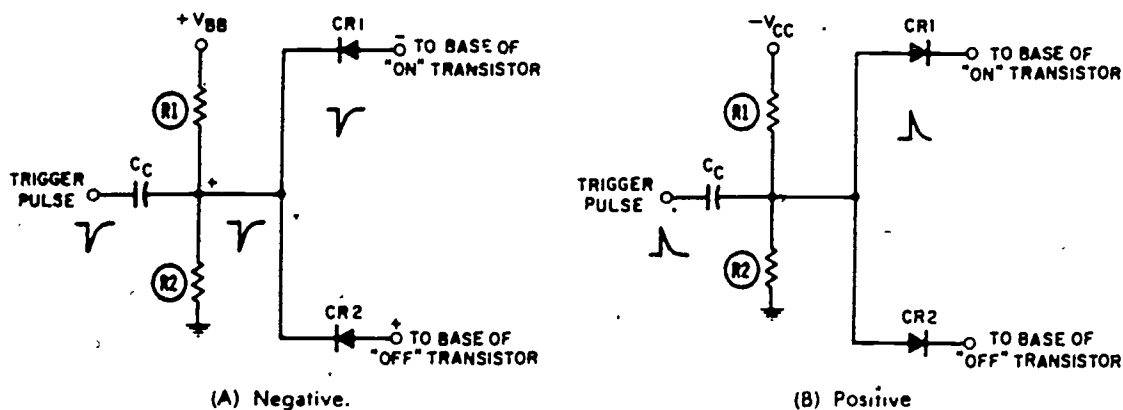 +VBB
CR1
−
TO BASE OF
"ON" TRANSISTOR
R1
CC
TRIGGER
PULSE
+
R2
CR2
+
TO BASE OF
"OFF" TRANSISTOR
(A) Negative.
−VCC
CR1
TO BASE OF
"ON" TRANSISTOR
R1
CC
TRIGGER
PULSE
R2
CR2
TO BASE OF
"OFF" TRANSISTOR
(B) Positive